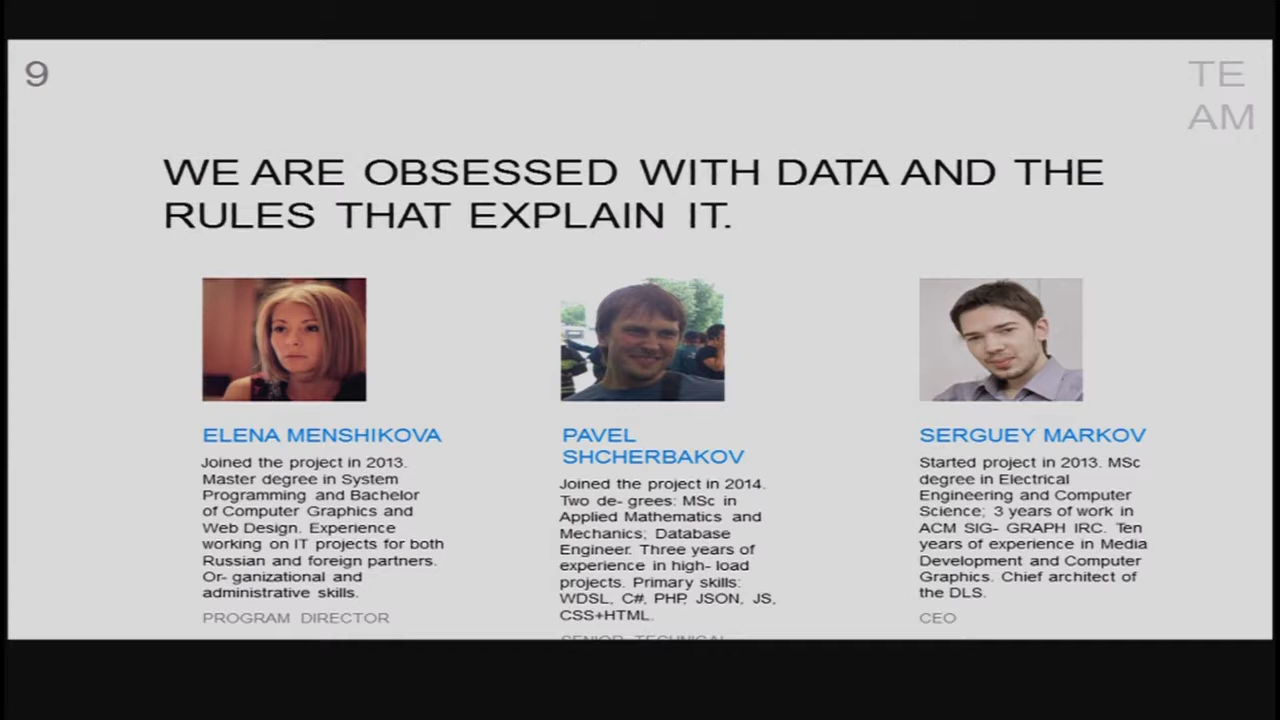 9
TE
AM
WE ARE OBSESSED WITH DATA AND THE
RULES THAT EXPLAIN IT.
ELENA MENSHIKOVA
Joined the project in 2013.
Master degree in System
Programming and Bachelor
of Computer Graphics and
Web Design. Experience
working on IT projects for both
Russian and foreign partners.
Or- ganizational and
administrative skills.
PROGRAM DIRECTOR
PAVEL
SHCHERBAKOV
Joined the project in 2014.
Two de- grees: MSc in
Applied Mathematics and
Mechanics; Database
Engineer. Three years of
experience in high- load
projects. Primary skills:
WDSL, C#, PHP, JSON, JS,
CSS+HTML.
SENIOR TECHNICAL
SERGUEY MARKOV
Started project in 2013. MSc
degree in Electrical
Engineering and Computer
Science; 3 years of work in
ACM SIG- GRAPH IRC. Ten
years of experience in Media
Development and Computer
Graphics. Chief architect of
the DLS.
CEO